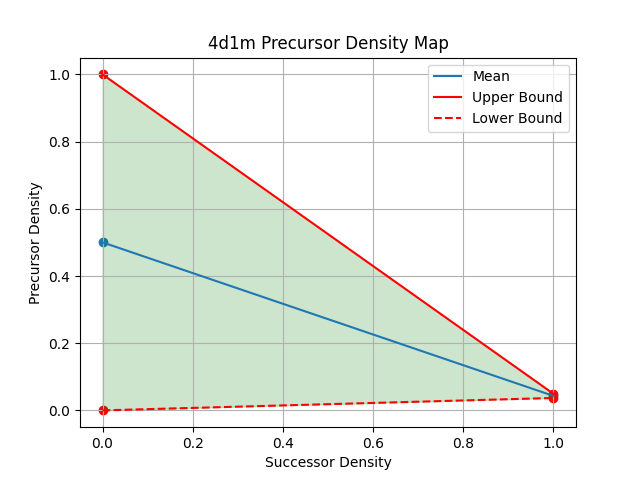 4d1m Precursor Density Map
Mean
Upper Bound
Lower Bound
Precursor Density
1.0
0.8
0.6
0.4
0.2
0.0
0.0 0.2 0.4 0.6 0.8 1.0
Successor Density